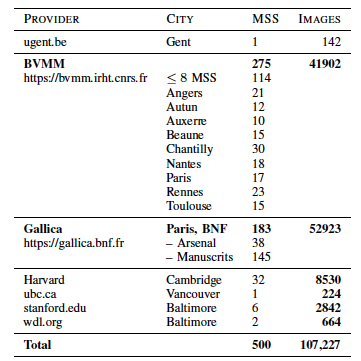 PROVIDER CITY MSS IMAGES
ugent.be Gent 1 142
BVMM 275 41902
https://bvmm.irht.cnrs.fr ≤ 8 MSS 114
Angers 21
Autun 12
Auxerre 10
Beaune 15
Chantilly 30
Nantes 18
Paris 17
Rennes 23
Toulouse 15
Gallica Paris, BNF 183 52923
https://gallica.bnf.fr – Arsenal 38
– Manuscrits 145
Harvard Cambridge 32 8530
ubc.ca Vancouver 1 224
stanford.edu Baltimore 6 2842
wdl.org Baltimore 2 664
Total 500 107,227